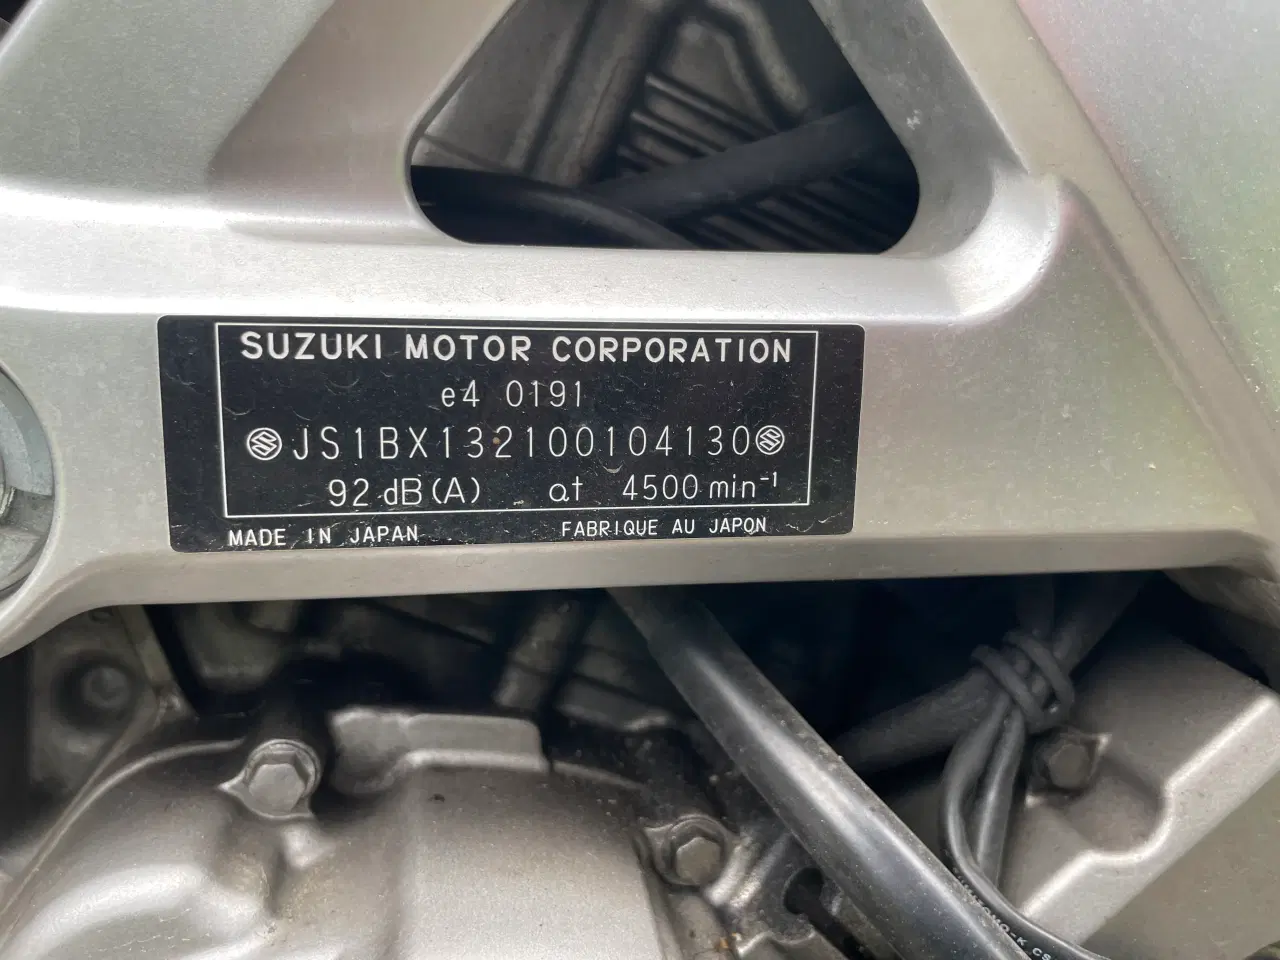 SUZUKI MOTOR CORPORATION
e4 0191
JS1BX132100104130
92 dB(A) at 4500 min⁻¹
MADE IN JAPAN FABRIQUE AU JAPON